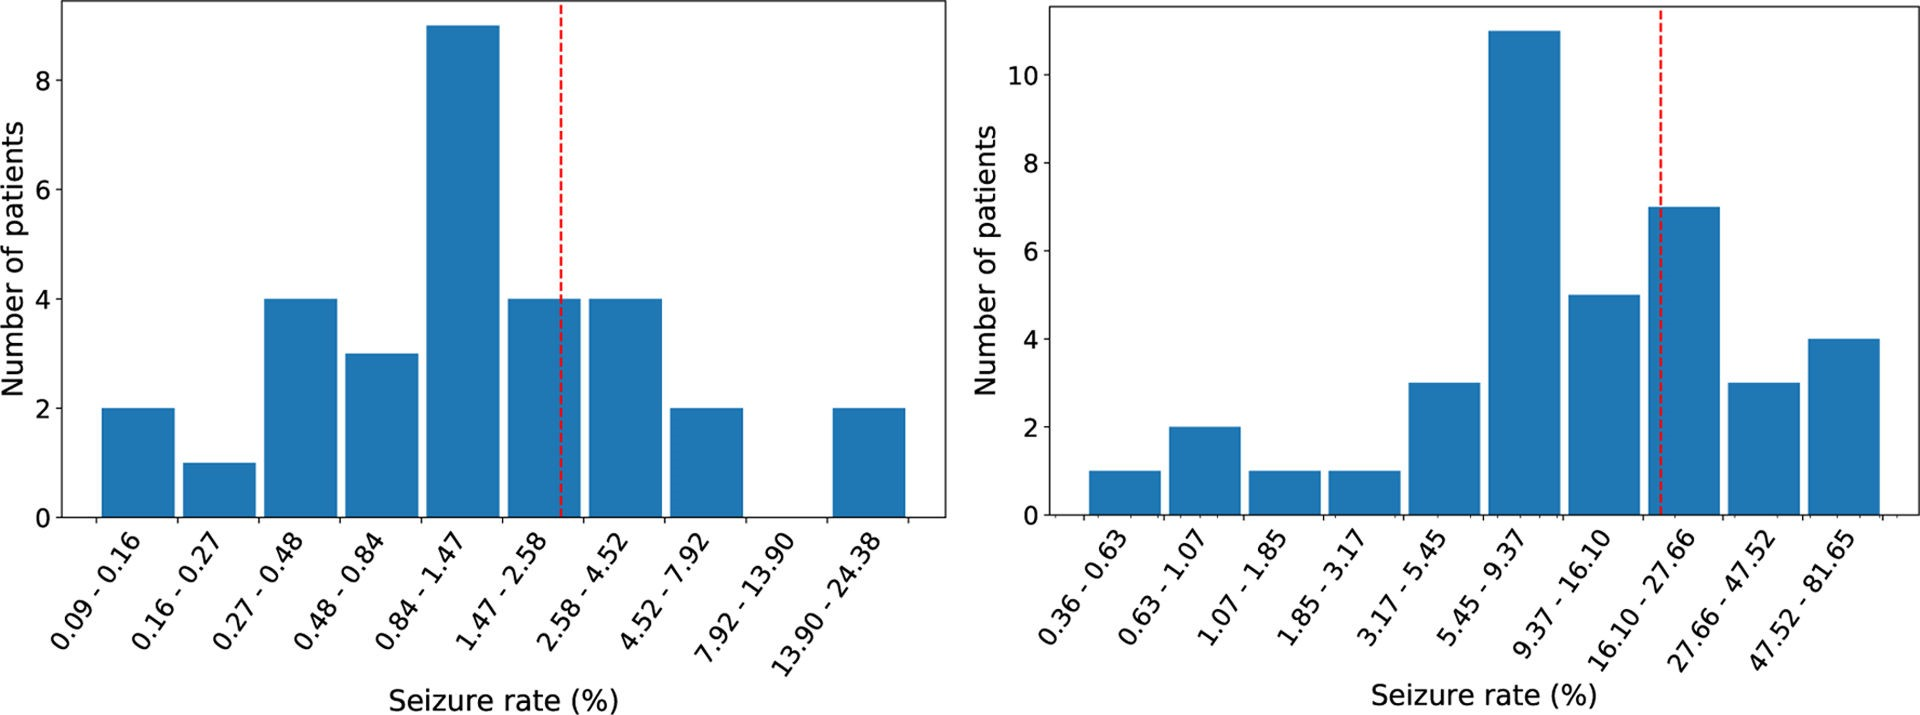 Number of patients
8
6
4
2
0
0.09 - 0.16
0.16 - 0.27
0.27 - 0.48
0.48 - 0.84
0.84 - 1.47
1.47 - 2.58
2.58 - 4.52
4.52 - 7.92
7.92 - 13.90
13.90 - 24.38
Seizure rate (%)
Number of patients
10
8
6
4
2
0
0.36 - 0.63
0.63 - 1.07
1.07 - 1.85
1.85 - 3.17
3.17 - 5.45
5.45 - 9.37
9.37 - 16.10
16.10 - 27.66
27.66 - 47.52
47.52 - 81.65
Seizure rate (%)